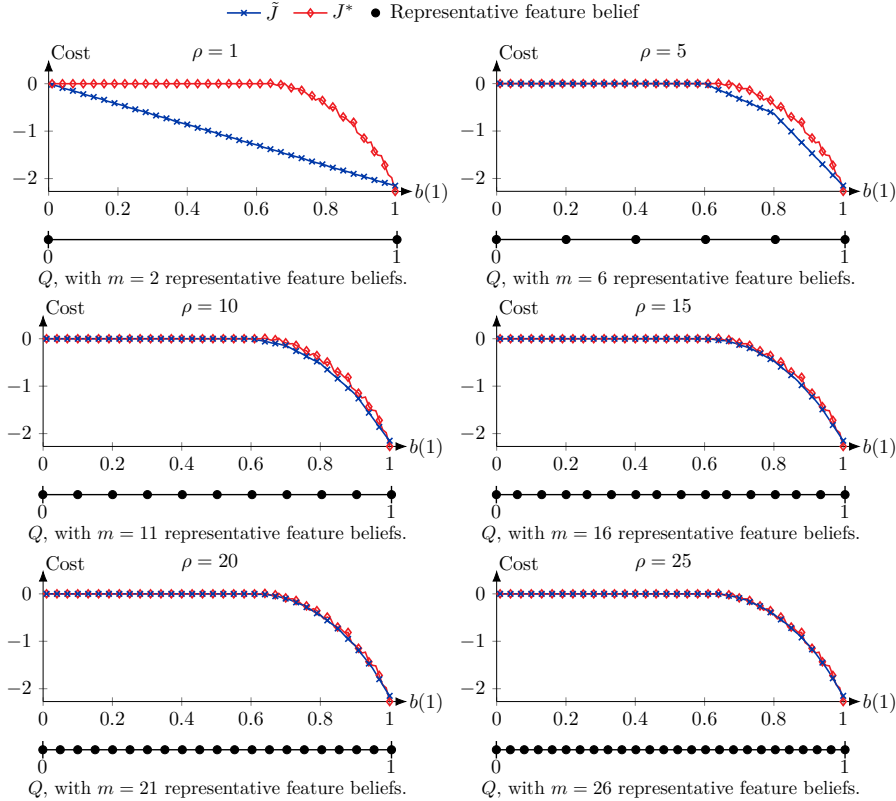 J̃ J* Representative feature belief
Cost ρ = 1
0
−1
−2
0 0.2 0.4 0.6 0.8 1 b(1)
0 1
Q, with m = 2 representative feature beliefs.
Cost ρ = 5
0
−1
−2
0 0.2 0.4 0.6 0.8 1 b(1)
0 1
Q, with m = 6 representative feature beliefs.
Cost ρ = 10
0
−1
−2
0 0.2 0.4 0.6 0.8 1 b(1)
0 1
Q, with m = 11 representative feature beliefs.
Cost ρ = 15
0
−1
−2
0 0.2 0.4 0.6 0.8 1 b(1)
0 1
Q, with m = 16 representative feature beliefs.
Cost ρ = 20
0
−1
−2
0 0.2 0.4 0.6 0.8 1 b(1)
0 1
Q, with m = 21 representative feature beliefs.
Cost ρ = 25
0
−1
−2
0 0.2 0.4 0.6 0.8 1 b(1)
0 1
Q, with m = 26 representative feature beliefs.